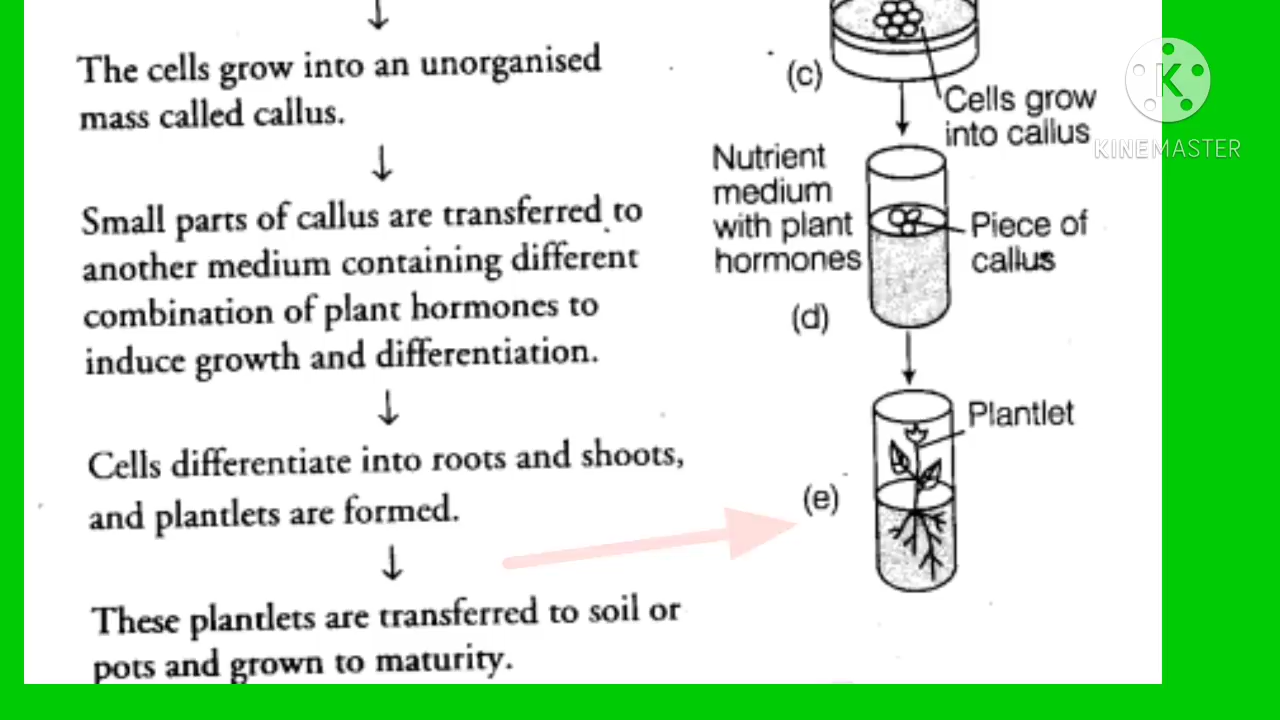 The cells grow into an unorganised
mass called callus.
Small parts of callus are transferred to
another medium containing different
combination of plant hormones to
induce growth and differentiation.
Cells differentiate into roots and shoots,
and plantlets are formed.
These plantlets are transferred to soil or
pots and grown to maturity.
(c)
Cells grow
into callus
Nutrient
medium
with plant
hormones
Piece of
callus
(d)
Plantlet
(e)
K
KINEMASTER